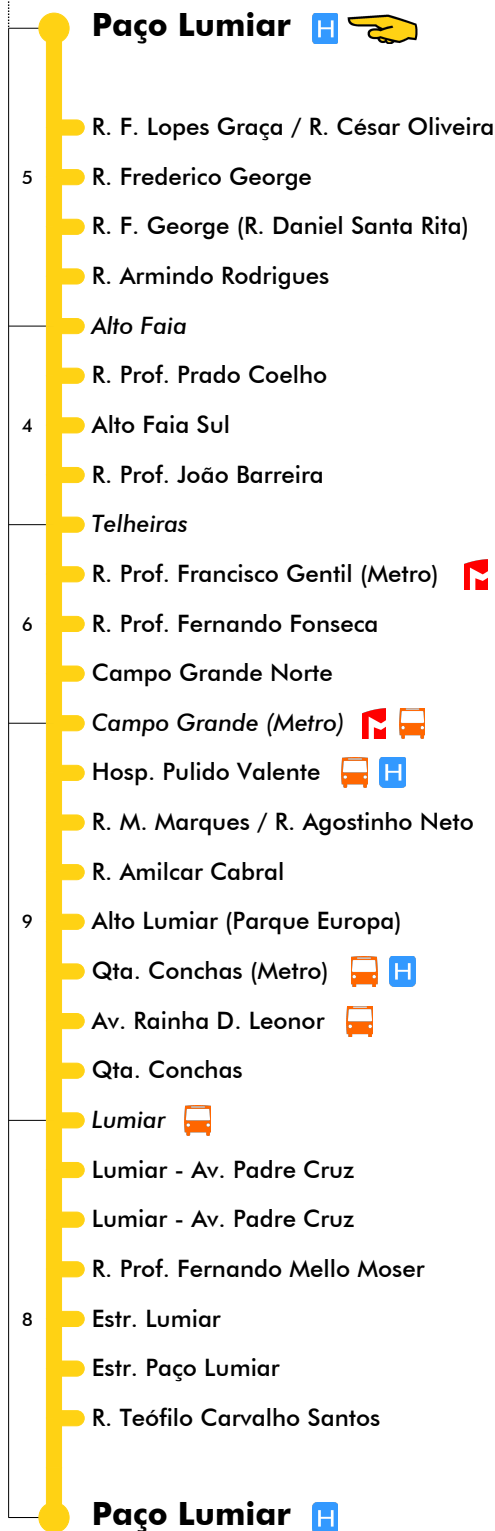 Paço Lumiar H
R. F. Lopes Graça / R. César Oliveira
5 R. Frederico George
R. F. George (R. Daniel Santa Rita)
R. Armindo Rodrigues
Alto Faia
R. Prof. Prado Coelho
4 Alto Faia Sul
R. Prof. João Barreira
Telheiras
R. Prof. Francisco Gentil (Metro)
6 R. Prof. Fernando Fonseca
Campo Grande Norte
Campo Grande (Metro)
Hosp. Pulido Valente H
R. M. Marques / R. Agostinho Neto
R. Amilcar Cabral
9 Alto Lumiar (Parque Europa)
Qta. Conchas (Metro) H
Av. Rainha D. Leonor
Qta. Conchas
Lumiar
Lumiar - Av. Padre Cruz
Lumiar - Av. Padre Cruz
R. Prof. Fernando Mello Moser
8 Estr. Lumiar
Estr. Paço Lumiar
R. Teófilo Carvalho Santos
Paço Lumiar H